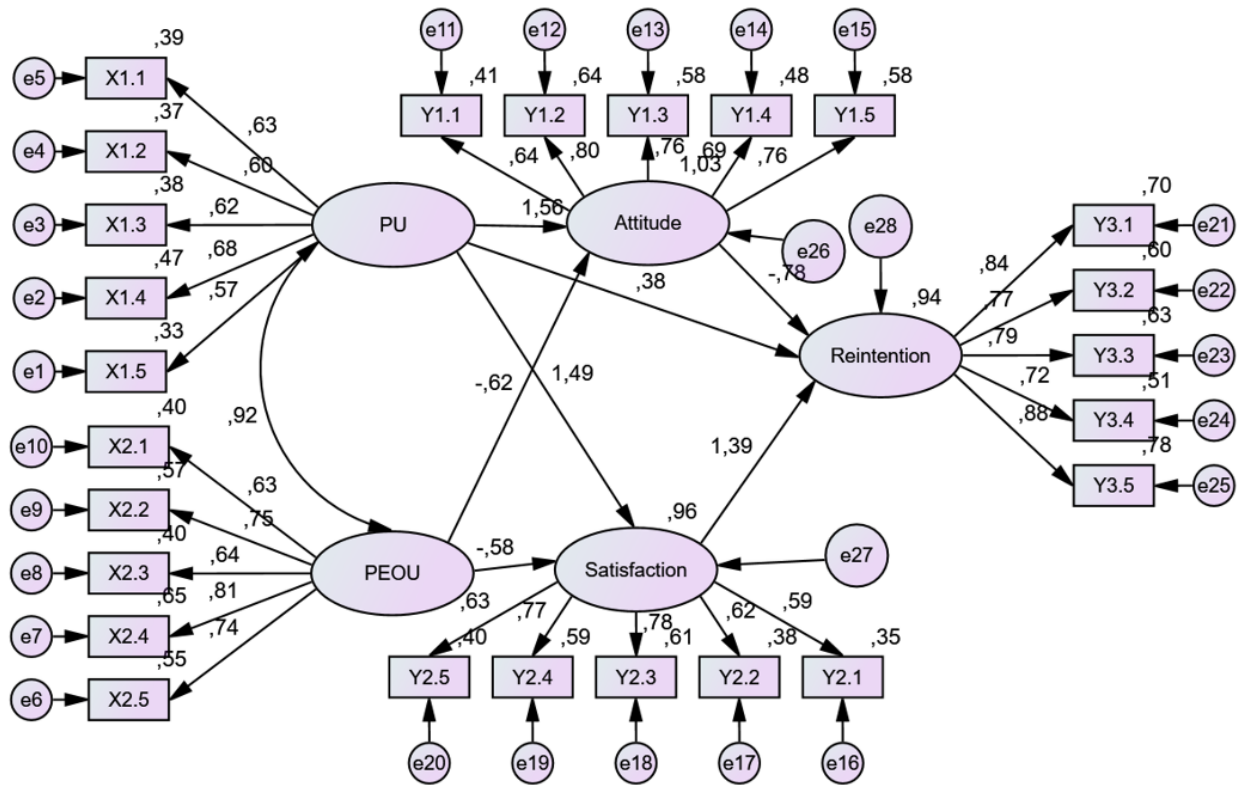 e11
e12
e13
e14
e15
,39
e5
X1.1
,41
,64
,58
,48
,58
Y1.1
Y1.2
Y1.3
Y1.4
Y1.5
,37
,63
e4
X1.2
,64
,80
,76
,69
1,03
,76
,60
,38
e3
X1.3
,62
PU
1,56
Attitude
e26
e28
,70
Y3.1
e21
,47
,68
e2
X1.4
,57
,38
-,78
,84
,60
Y3.2
e22
,94
,77
,33
,63
e1
X1.5
Reintention
,79
Y3.3
e23
-,62
1,49
,72
,51
,40
,92
,88
Y3.4
e24
e10
X2.1
1,39
,78
,57
,63
Y3.5
e25
e9
X2.2
,75
,96
,40
-,58
e8
X2.3
,64
PEOU
Satisfaction
e27
,65
,81
,63
,77
,78
,62
,59
e7
X2.4
,74
,40
,59
,61
,38
,35
,55
Y2.5
Y2.4
Y2.3
Y2.2
Y2.1
e6
X2.5
e20
e19
e18
e17
e16